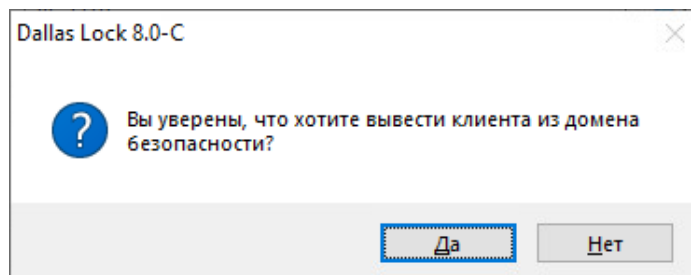 Dallas Lock 8.0-C
Вы уверены, что хотите вывести клиента из домена
безопасности?
Да
Нет